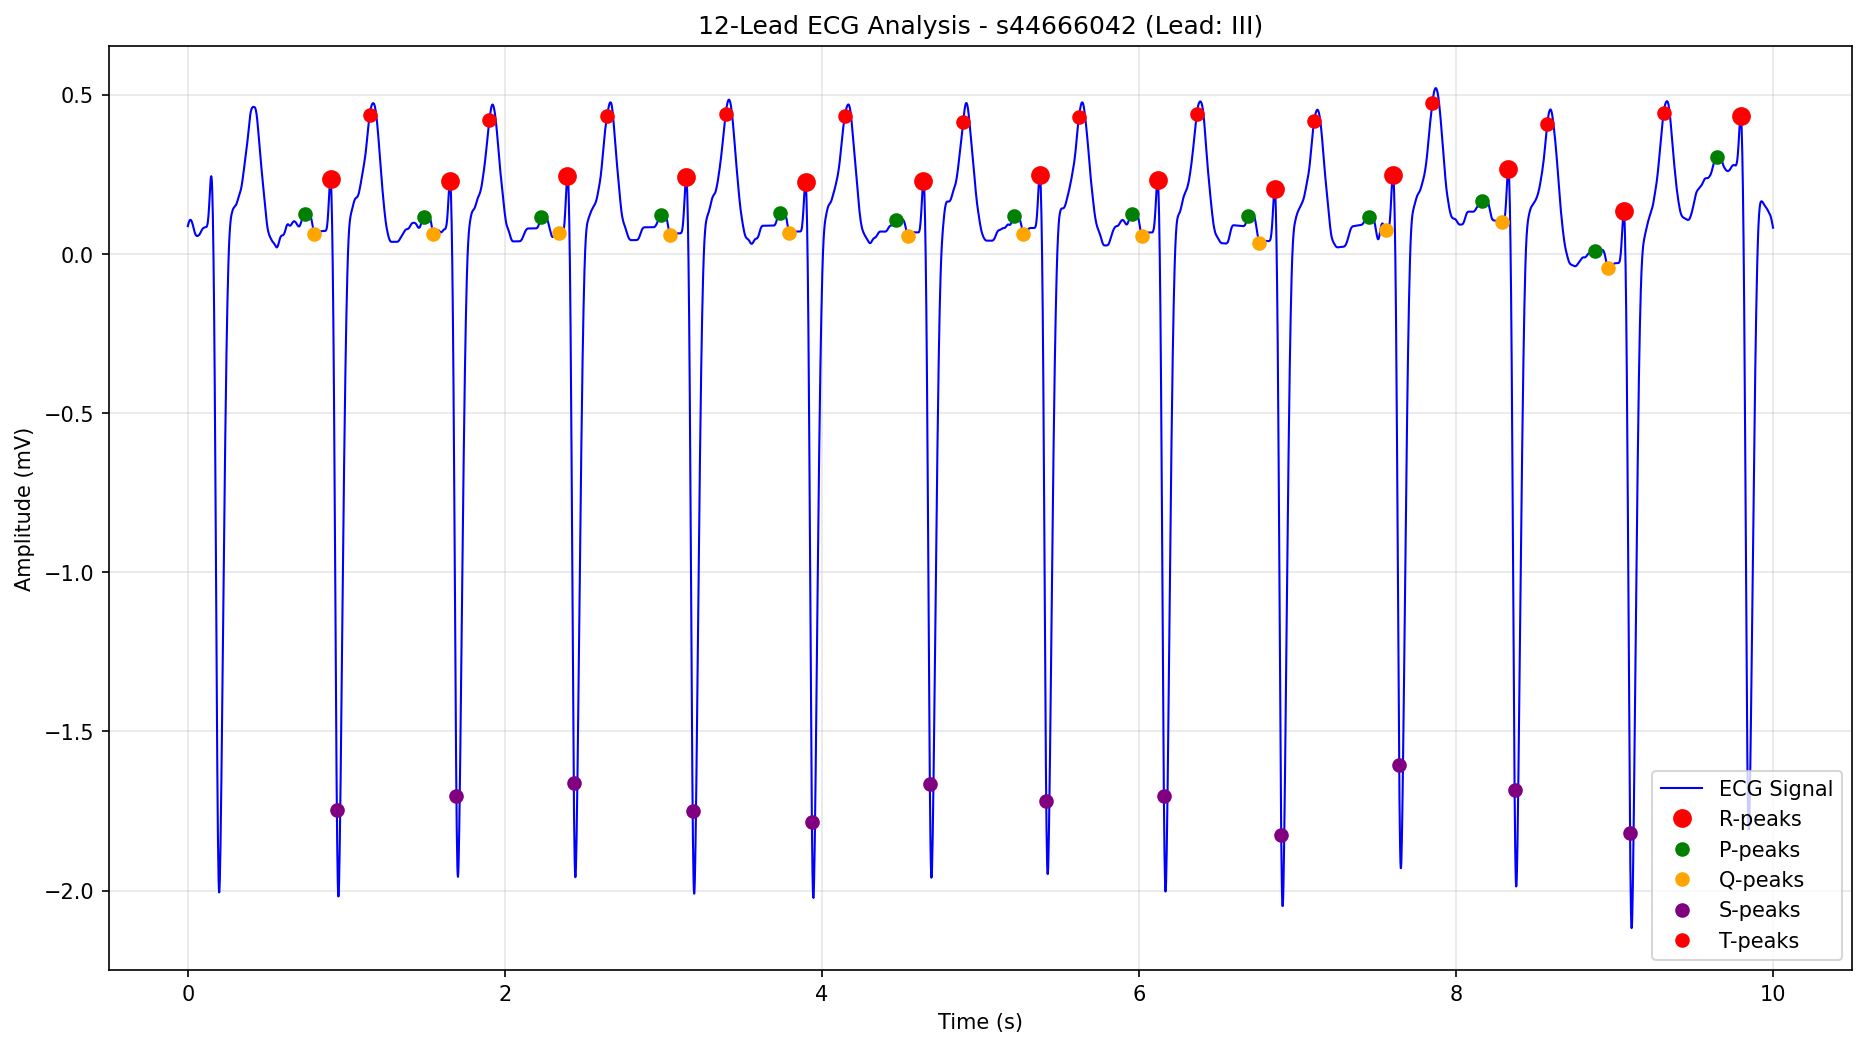 12-Lead ECG Analysis - s44666042 (Lead: III)
Amplitude (mV)
0.5
0.0
−0.5
−1.0
−1.5
−2.0
ECG Signal
R-peaks
P-peaks
Q-peaks
S-peaks
T-peaks
0 2 4 6 8 10
Time (s)